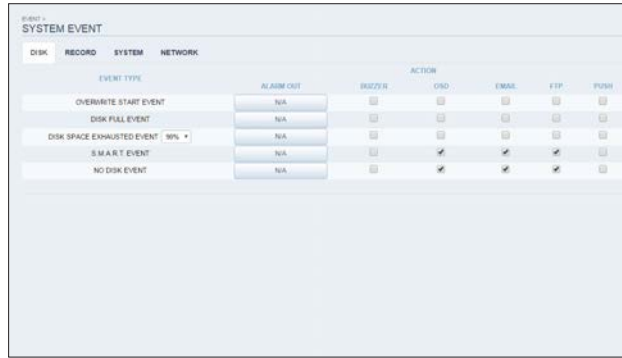 EVENT >
SYSTEM EVENT
DISK RECORD SYSTEM NETWORK
EVENT TYPE
ACTION
ALARM OUT BUZZER OSD EMAIL FTP PUSH
OVERWRITE START EVENT N/A
DISK FULL EVENT N/A
DISK SPACE EXHAUSTED EVENT N/A
S.M.A.R.T EVENT N/A
NO DISK EVENT N/A